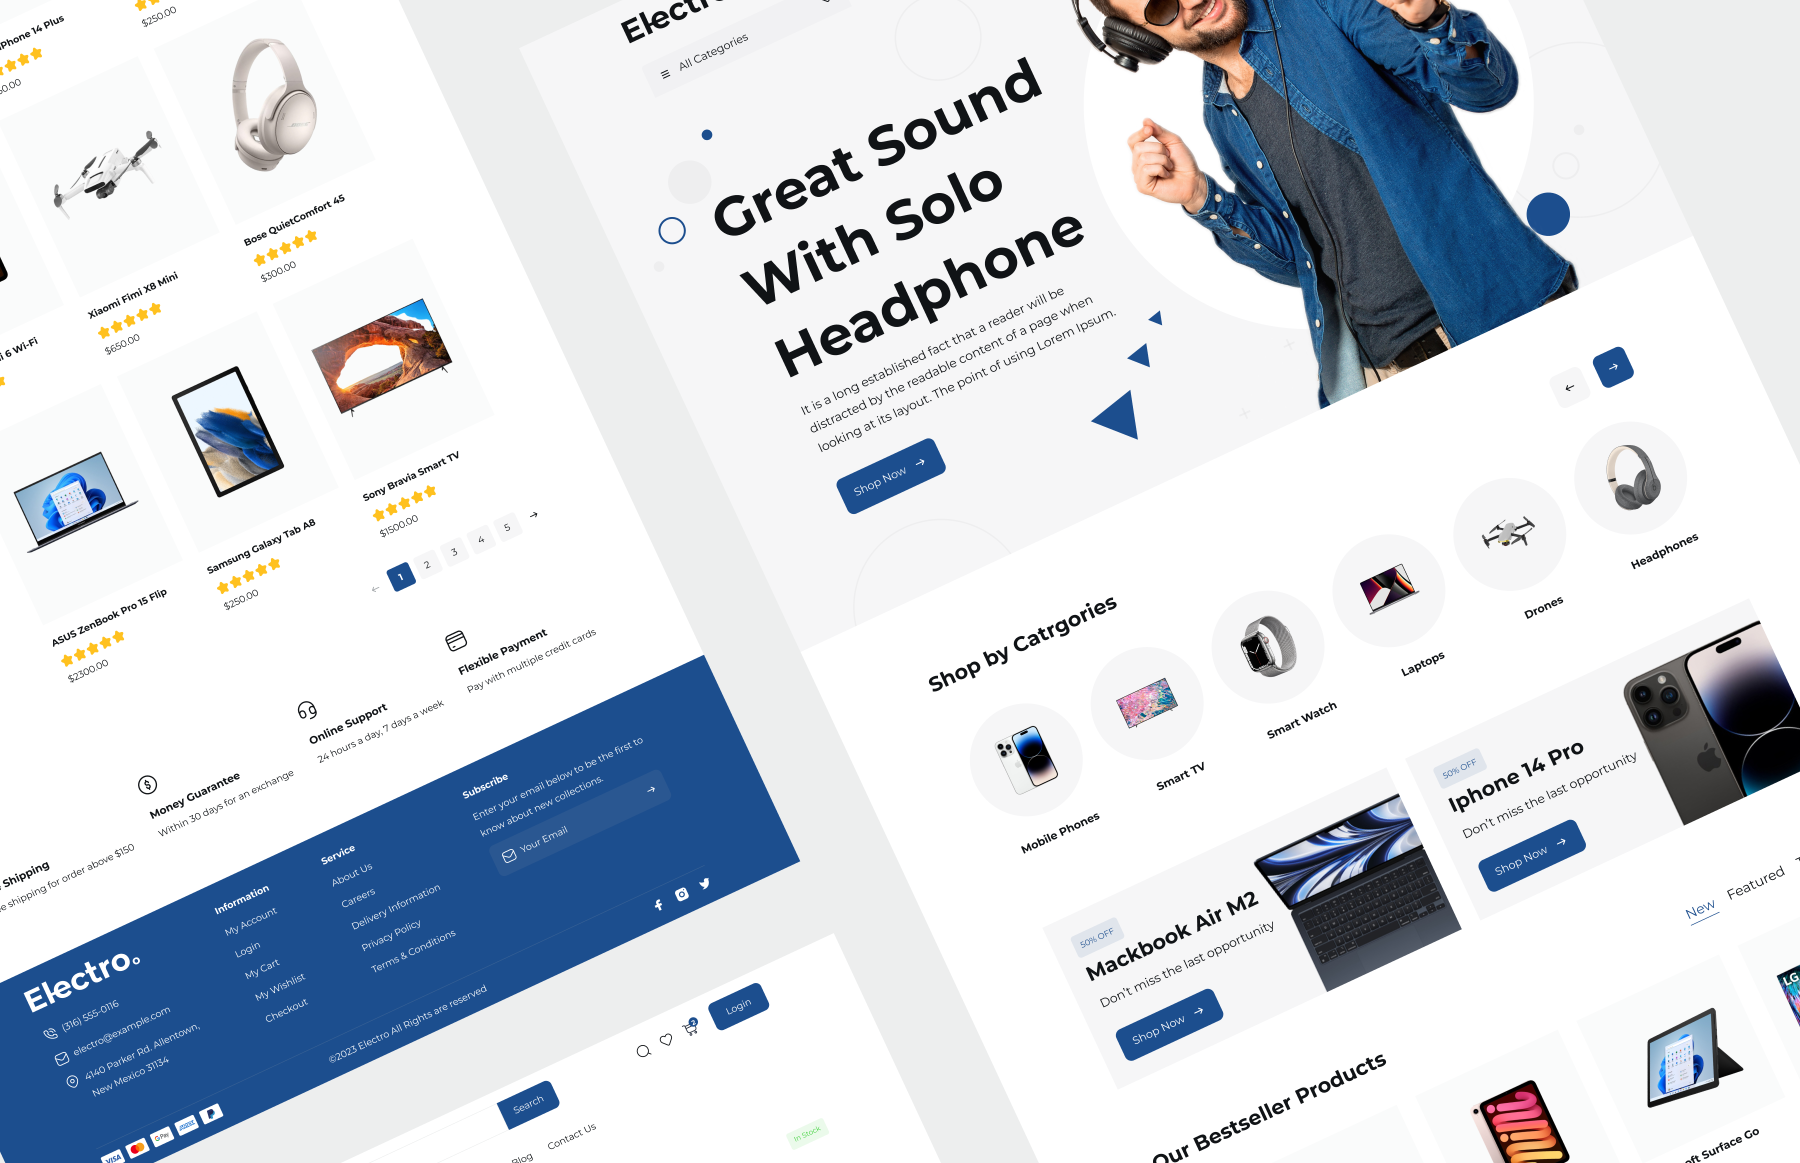 iPhone 14 Plus
$250.00
Bose QuietComfort 45
$300.00
Xiaomi Fimi X8 Mini
$650.00
6 Wi-Fi
Sony Bravia Smart TV
$1500.00
Samsung Galaxy Tab A8
$250.00
ASUS ZenBook Pro 15 Flip
$2300.00
1
2
3
4
5
Flexible Payment
Pay with multiple credit cards
Online Support
24 hours a day, 7 days a week
Money Guarantee
Within 30 days for an exchange
Shipping
shipping for order above $150
Electro
(316) 555-0116
electro@example.com
4140 Parker Rd. Allentown,
New Mexico 31134
Information
My Account
Login
My Cart
My Wishlist
Checkout
Service
About Us
Careers
Delivery Information
Privacy Policy
Terms & Conditions
Subscribe
Enter your email below to be the first to
know about new collections.
Your Email
©2023 Electro All Rights are reserved
VISA
G Pay
Login
Search
Blog
Contact Us
In Stock
Electro
All Categories
Great Sound
With Solo
Headphone
It is a long established fact that a reader will be
distracted by the readable content of a page when
looking at its layout. The point of using Lorem Ipsum.
Shop Now
Shop by Catrgories
Mobile Phones
Smart TV
Smart Watch
Laptops
Drones
Headphones
50% OFF
Mackbook Air M2
Don't miss the last opportunity
Shop Now
50% OFF
Iphone 14 Pro
Don't miss the last opportunity
Shop Now
Our Bestseller Products
New
Featured
LG
Surface Go